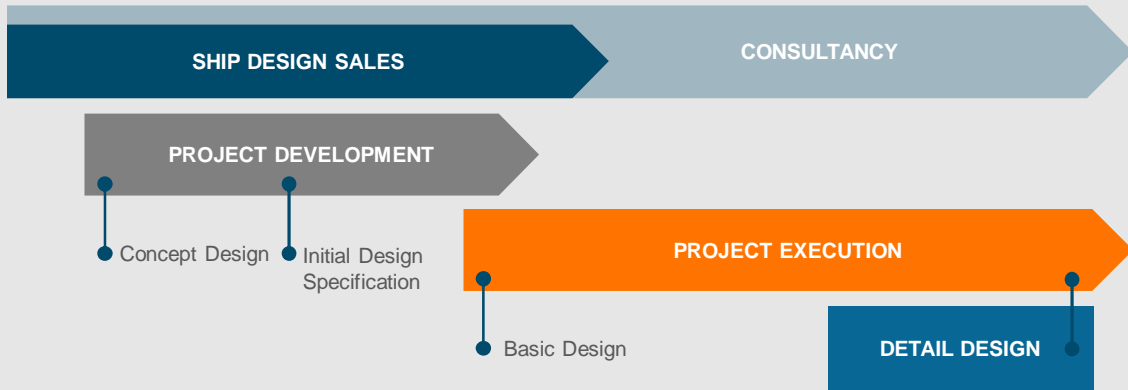 CONSULTANCY
SHIP DESIGN SALES
PROJECT DEVELOPMENT
Concept Design
Initial Design
Specification
PROJECT EXECUTION
Basic Design
DETAIL DESIGN